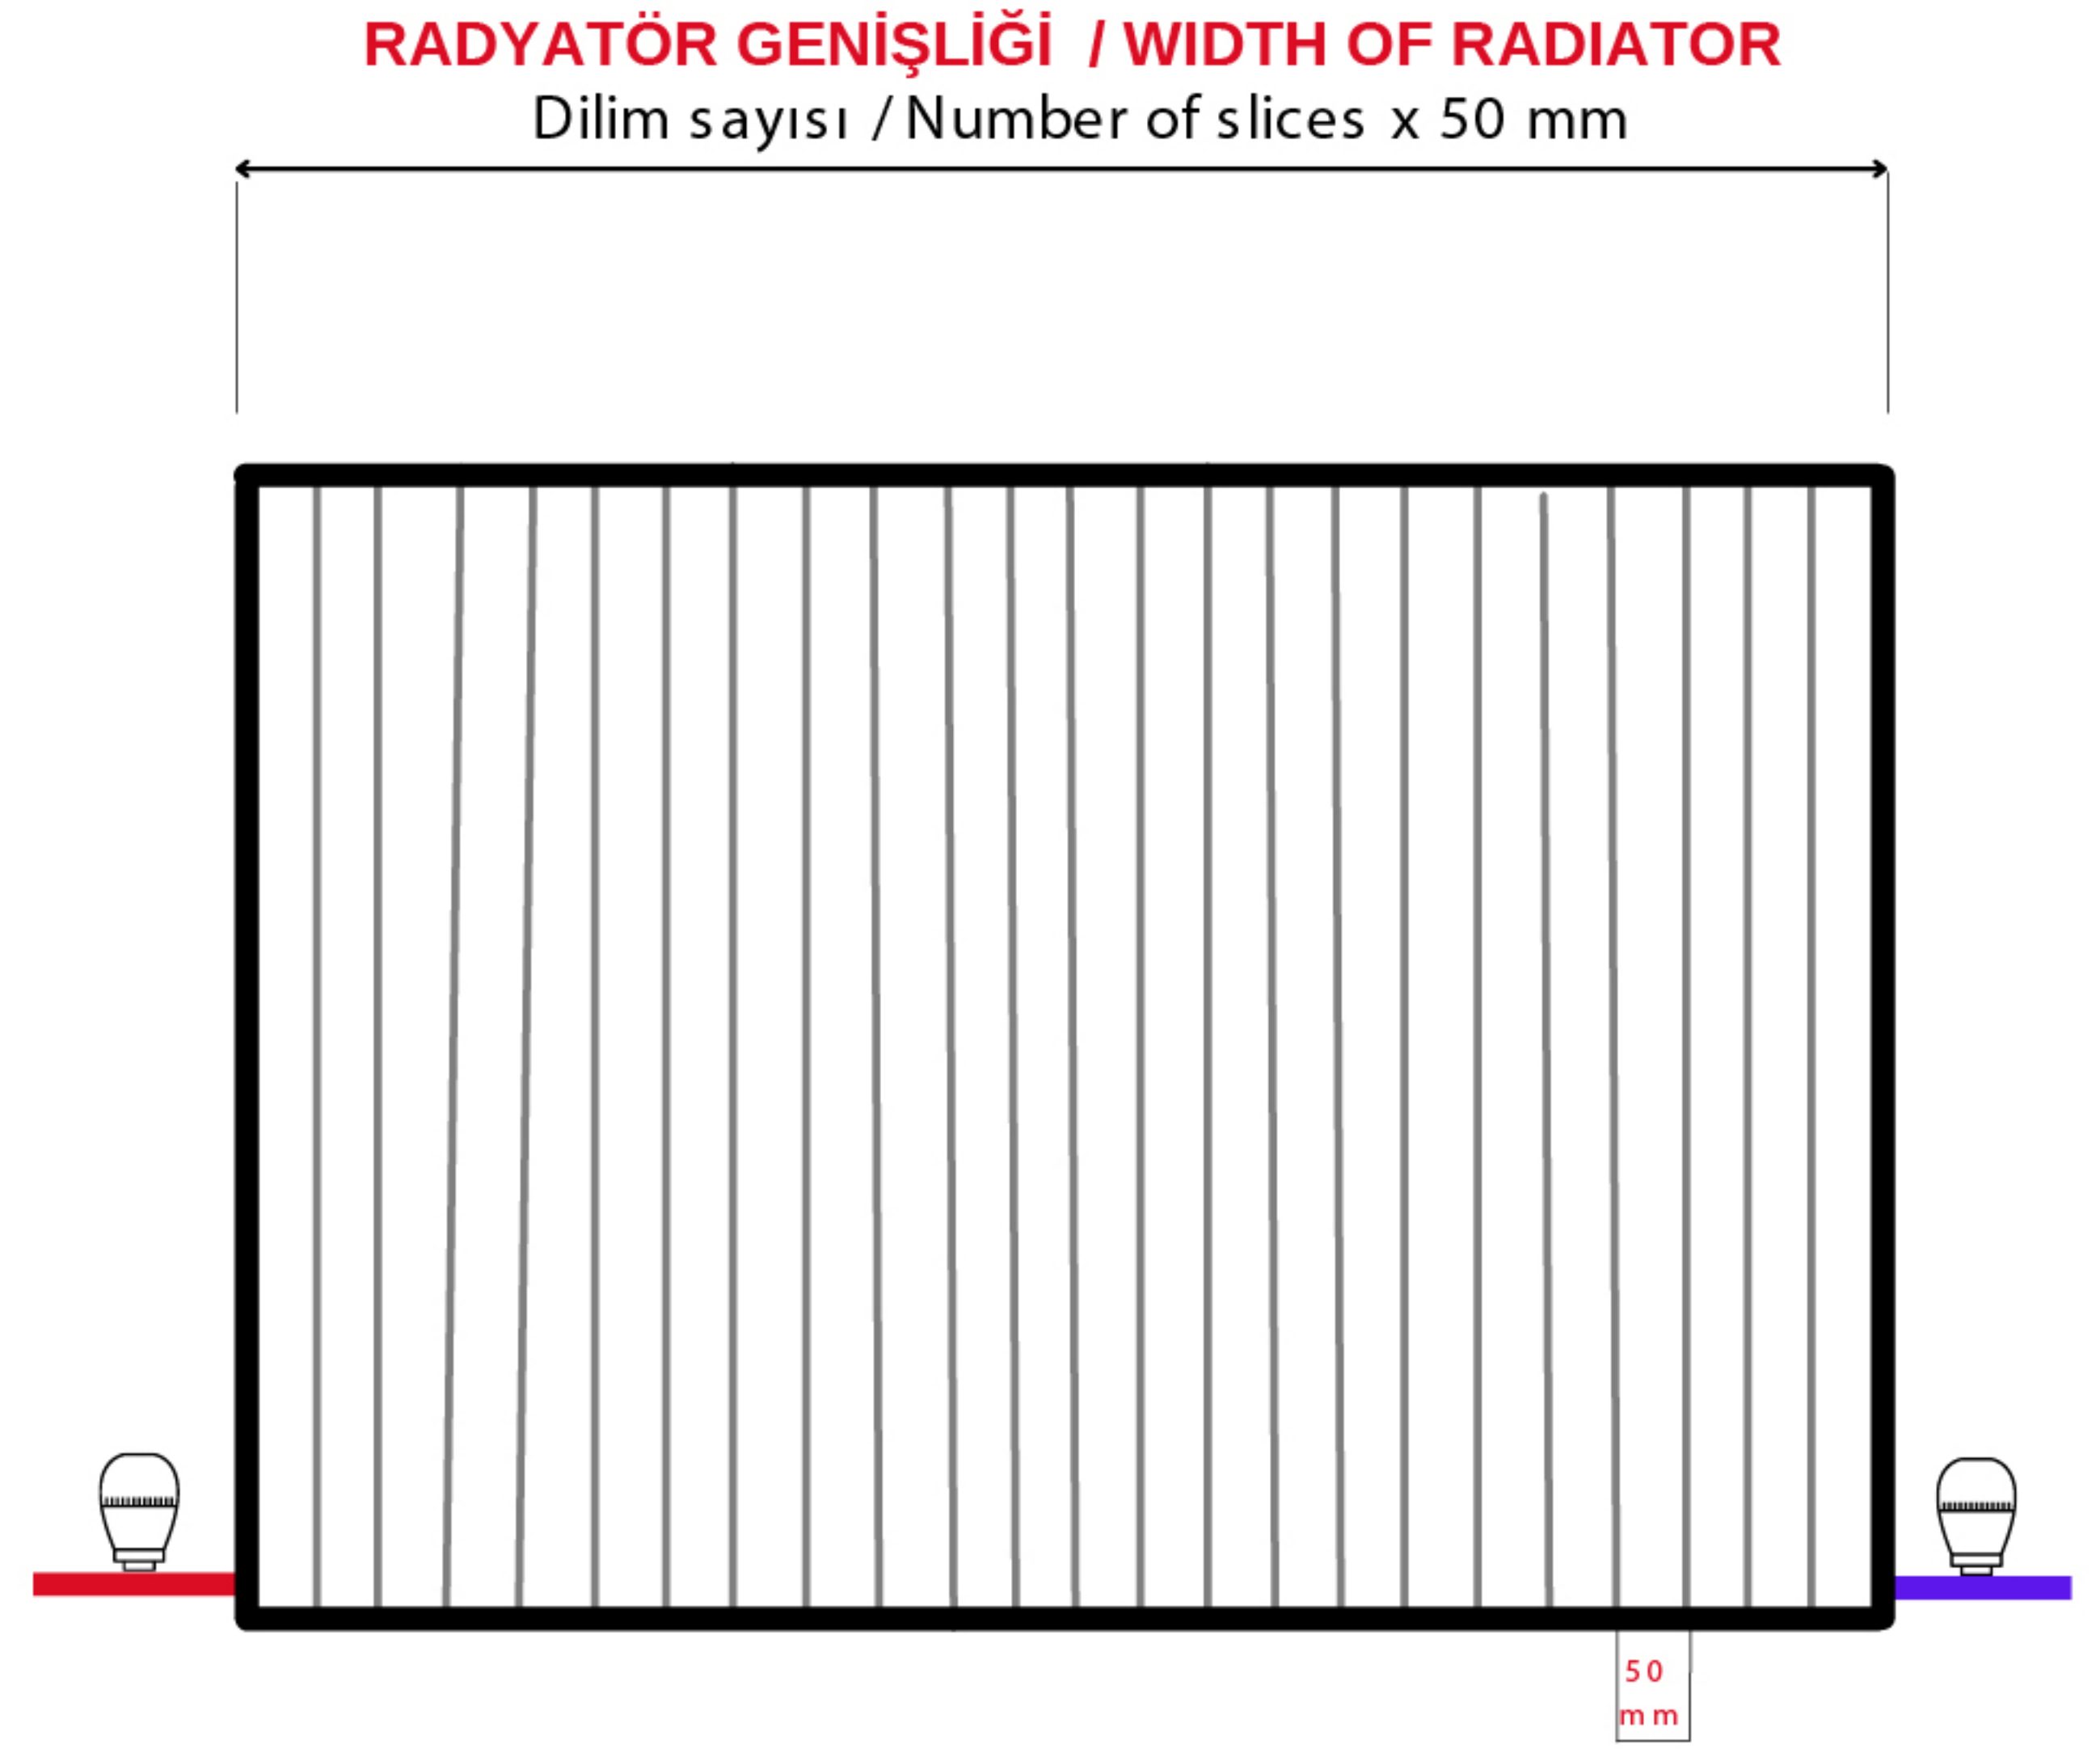 RADYATÖR GENİŞLİĞİ / WIDTH OF RADIATOR
Dilim sayısı / Number of slices x 50 mm
50
mm